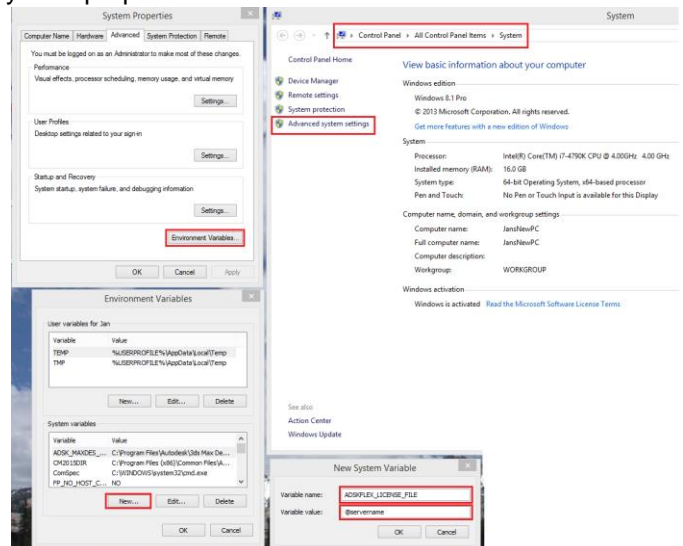 System Properties
Computer Name Hardware Advanced System Protection Remote
You must be logged on as an Administrator to make most of these changes.
Performance
Visual effects, processor scheduling, memory usage, and virtual memory
Settings...
User Profiles
Desktop settings related to your sign-in
Settings...
Startup and Recovery
System startup, system failure, and debugging information
Settings...
Environment Variables...
OK Cancel Apply
System
Control Panel All Control Panel Items System
Control Panel Home
Device Manager
Remote settings
System protection
Advanced system settings
View basic information about your computer
Windows edition
Windows 8.1 Pro
© 2013 Microsoft Corporation. All rights reserved.
Get more features with a new edition of Windows
System
Processor: Intel(R) Core(TM) i7-4790K CPU @ 4.00GHz 4.00 GHz
Installed memory (RAM): 16.0 GB
System type: 64-bit Operating System, x64-based processor
Pen and Touch: No Pen or Touch Input is available for this Display
Computer name, domain, and workgroup settings
Computer name: JansNewPC
Full computer name: JansNewPC
Computer description:
Workgroup: WORKGROUP
Windows activation
Windows is activated Read the Microsoft Software License Terms
See also
Action Center
Windows Update
Environment Variables
User variables for Jan
Variable Value
TEMP %USERPROFILE%\AppData\Local\Temp
TMP %USERPROFILE%\AppData\Local\Temp
New... Edit... Delete
System variables
Variable Value
ADSK_MAXDES_... C:\Program Files\Autodesk\3ds Max De...
CM2015DIR C:\Program Files (x86)\Common Files\A...
ComSpec C:\WINDOWS\system32\cmd.exe
FP_NO_HOST_C... NO
New... Edit... Delete
OK Cancel
New System Variable
Variable name: ADSKFLEX_LICENSE_FILE
Variable value: @servername
OK Cancel